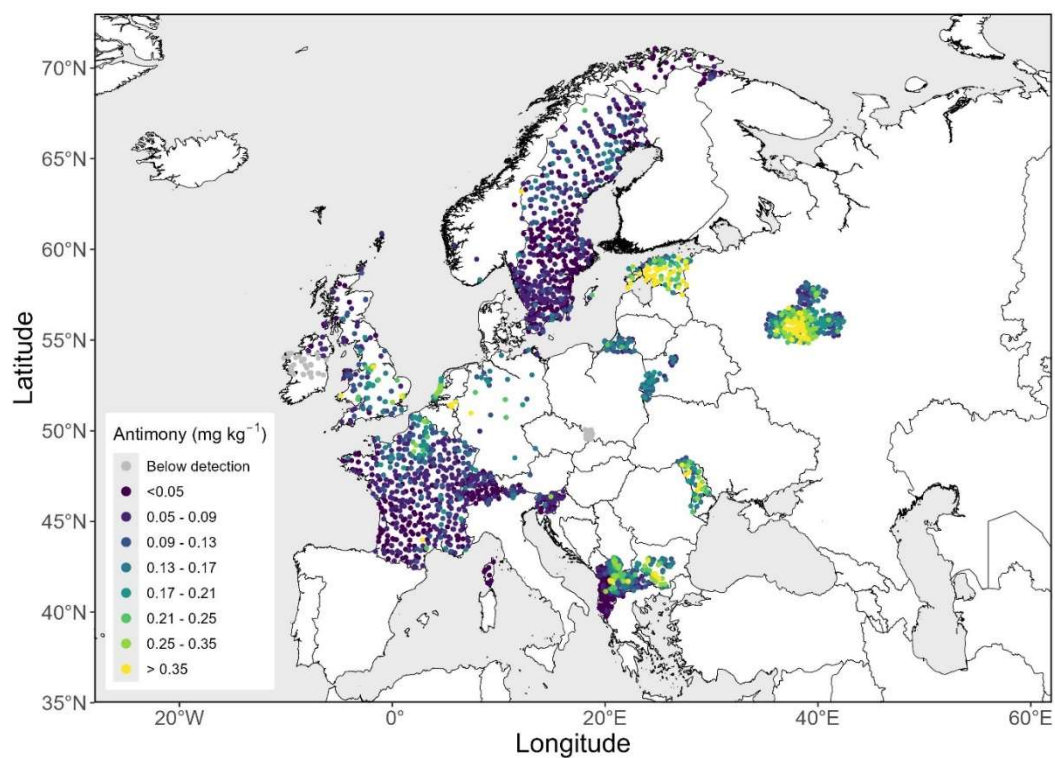 70°N
65°N
60°N
55°N
50°N
45°N
40°N
35°N
Latitude
Antimony (mg kg⁻¹)
Below detection
<0.05
0.05 - 0.09
0.09 - 0.13
0.13 - 0.17
0.17 - 0.21
0.21 - 0.25
0.25 - 0.35
> 0.35
20°W
0°
20°E
40°E
60°E
Longitude